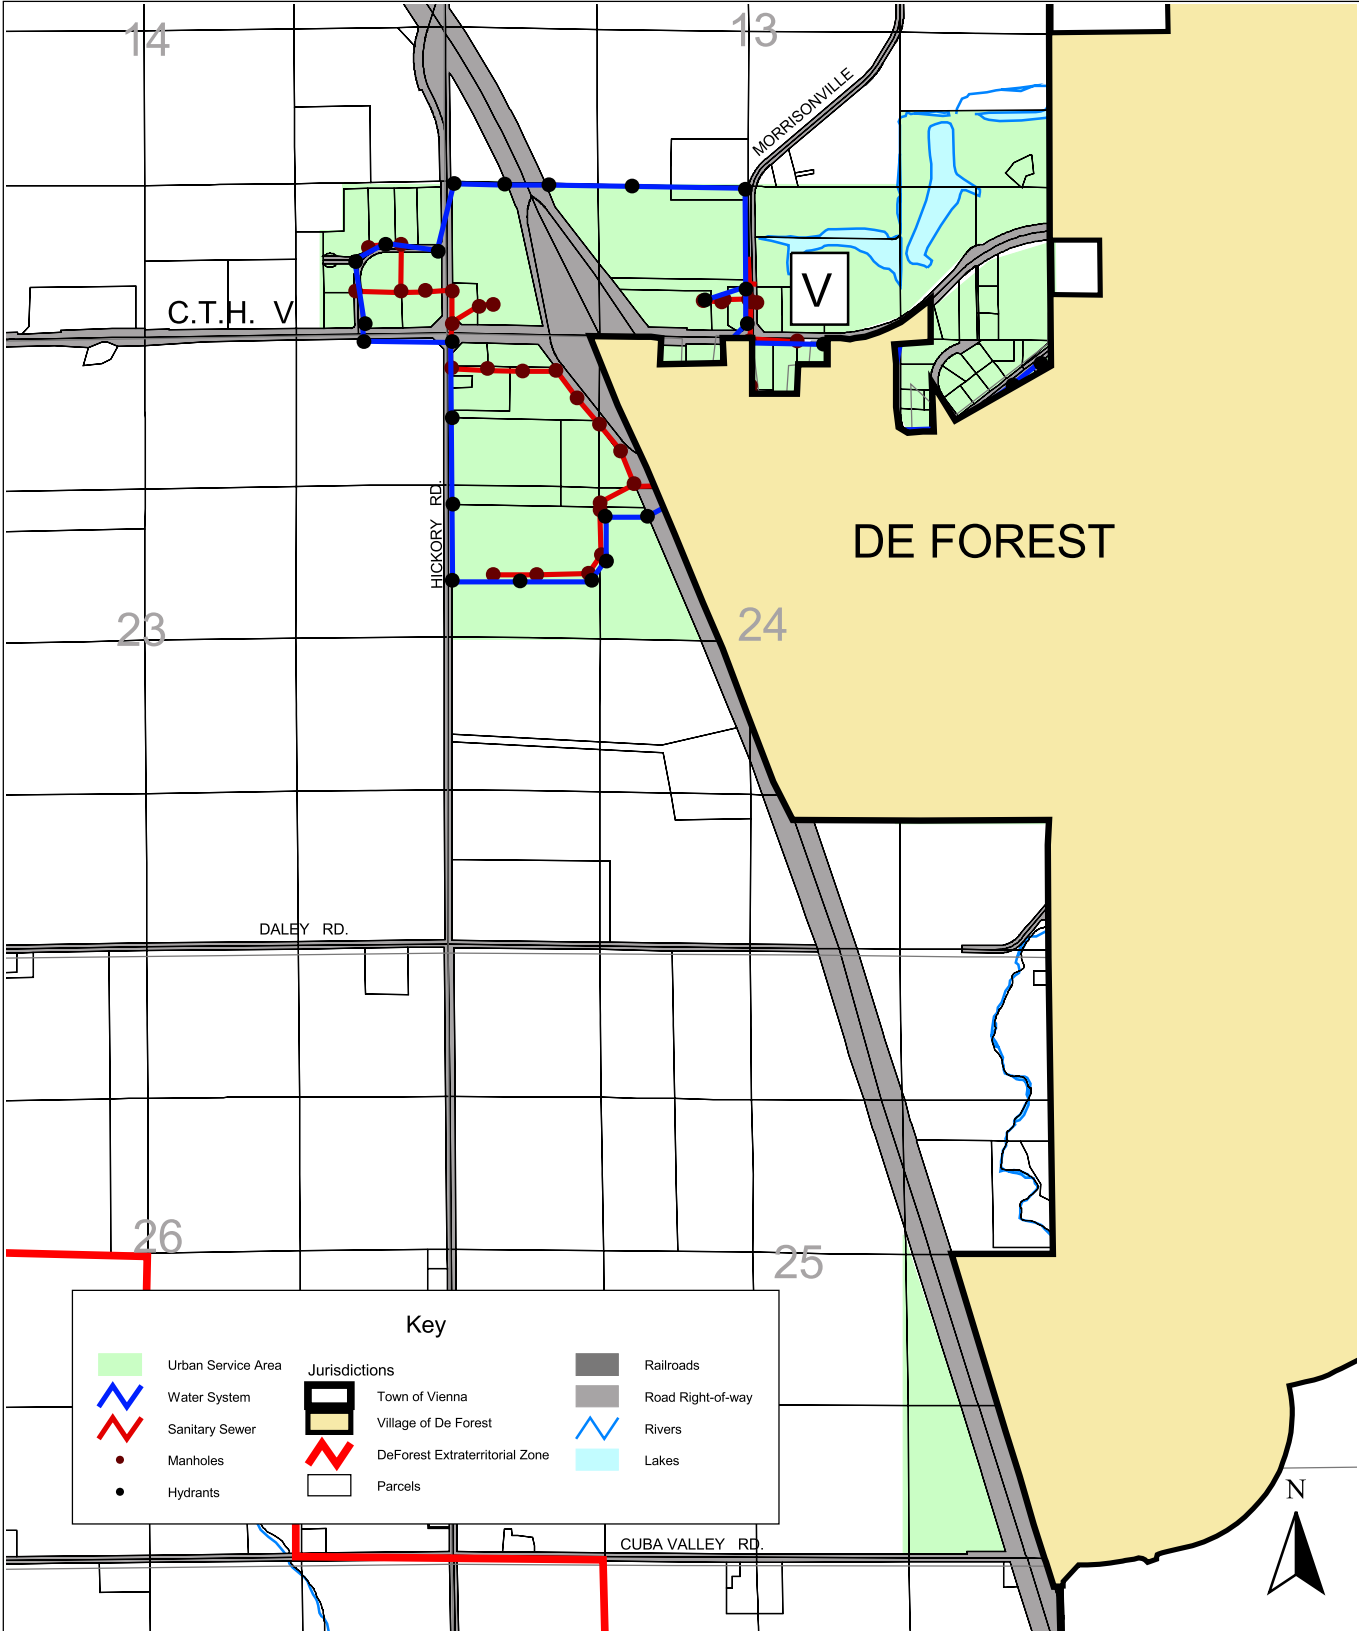 14
13
MORRISONVILLE
V
C.T.H. V
HICKORY RD.
DE FOREST
23
24
DALEY RD.
26
25
Key
Urban Service Area
Water System
Sanitary Sewer
Manholes
Hydrants
Jurisdictions
Town of Vienna
Village of De Forest
DeForest Extraterritorial Zone
Parcels
Railroads
Road Right-of-way
Rivers
Lakes
N
CUBA VALLEY RD.